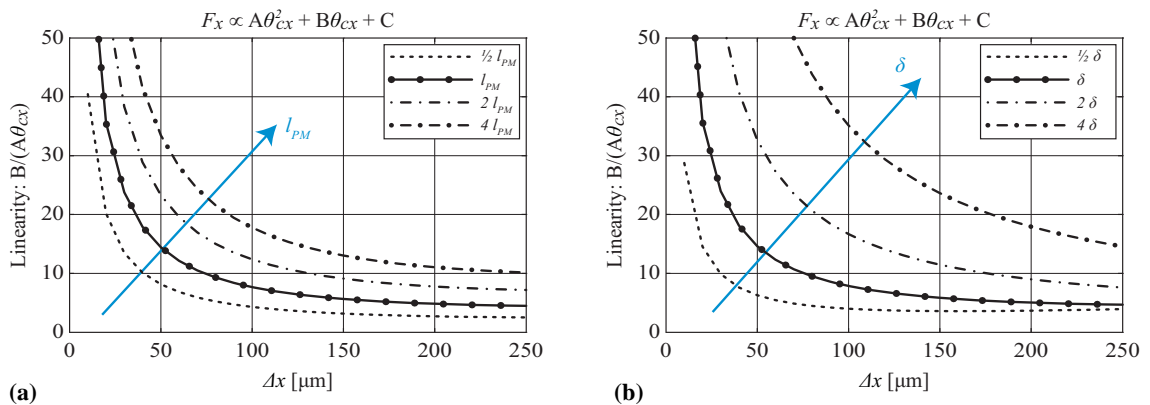 F_x ∝ Aθ²_cx + Bθ_cx + C
Linearity: B/(Aθ_cx)
50
40
30
20
10
0
½ l_PM
l_PM
2 l_PM
4 l_PM
l_PM
0 50 100 150 200 250
Δx [µm]
(a)
F_x ∝ Aθ²_cx + Bθ_cx + C
Linearity: B/(Aθ_cx)
50
40
30
20
10
0
½ δ
δ
2 δ
4 δ
δ
0 50 100 150 200 250
Δx [µm]
(b)